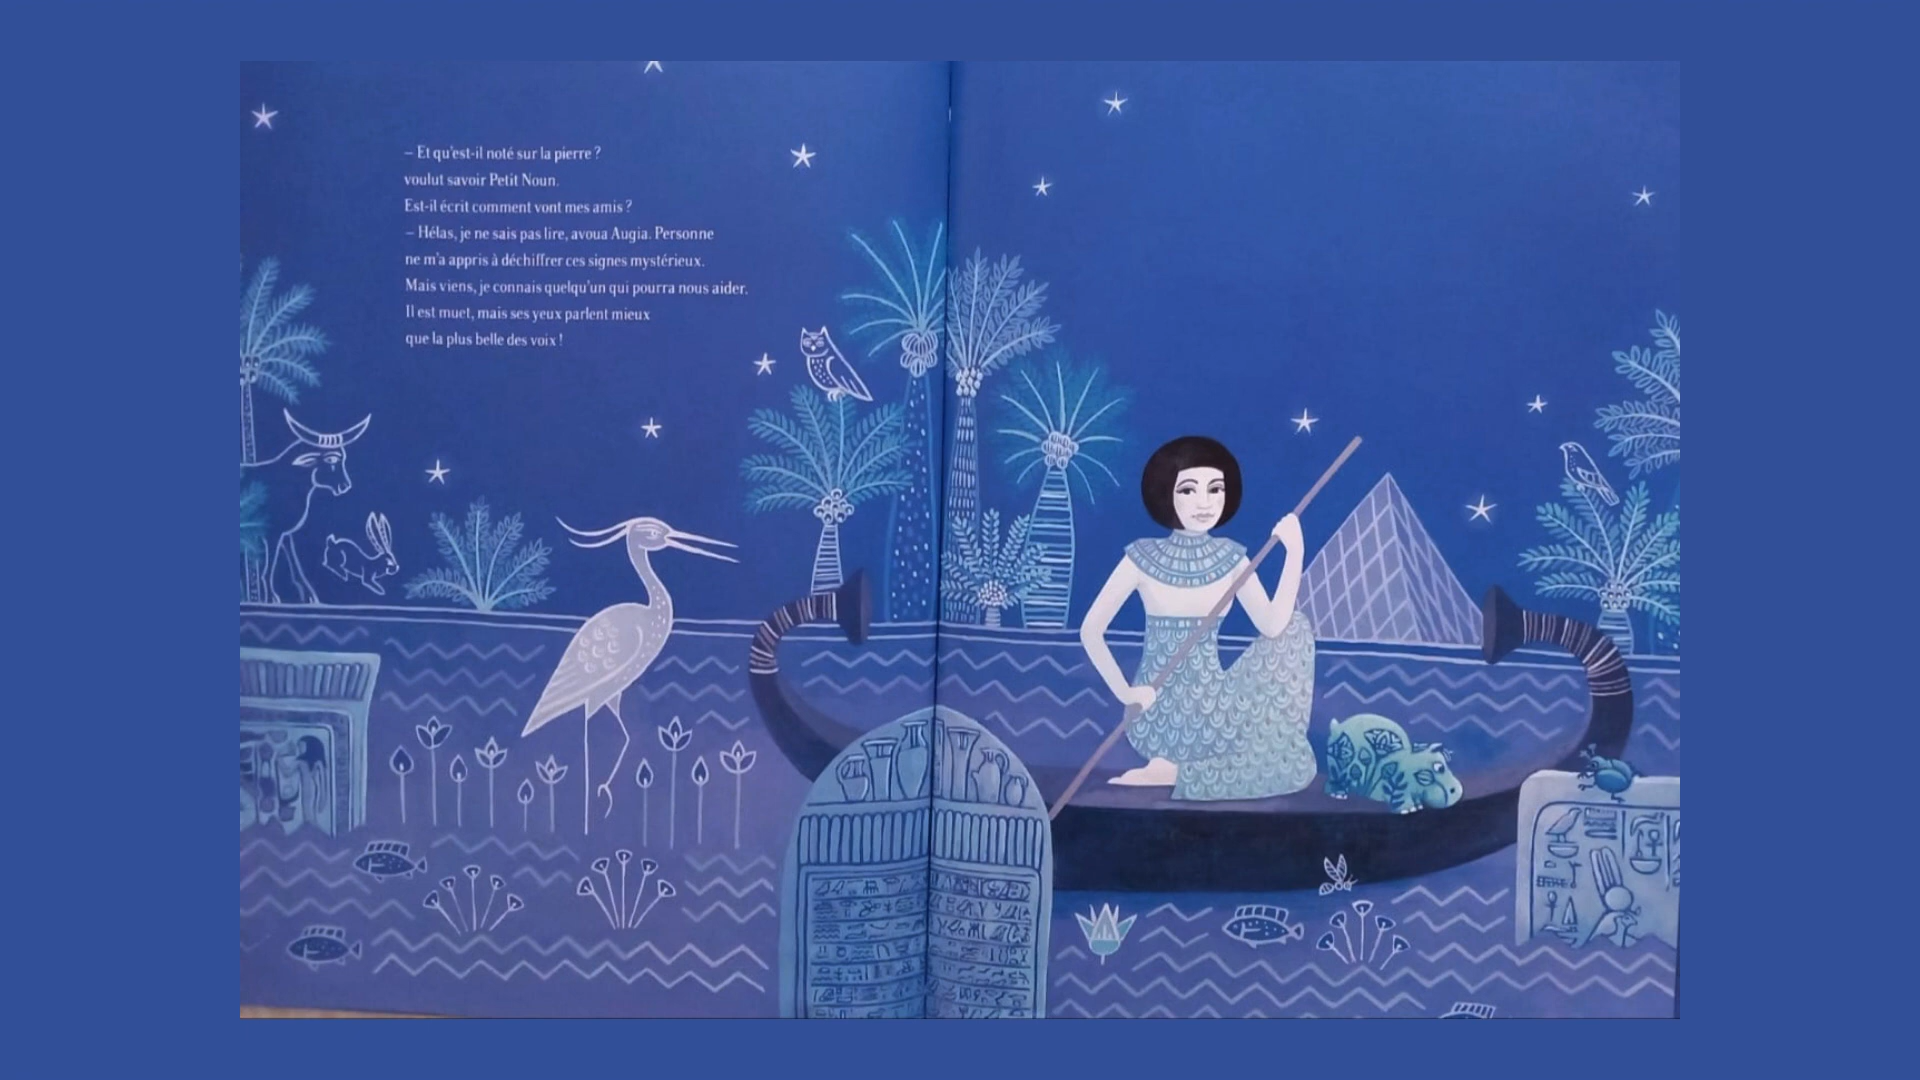 – Et qu'est-il noté sur la pierre ?
voulut savoir Petit Noun.
Est-il écrit comment vont mes amis ?
– Hélas, je ne sais pas lire, avoua Augia. Personne
ne m'a appris à déchiffrer ces signes mystérieux.
Mais viens, je connais quelqu'un qui pourra nous aider.
Il est muet, mais ses yeux parlent mieux
que la plus belle des voix !